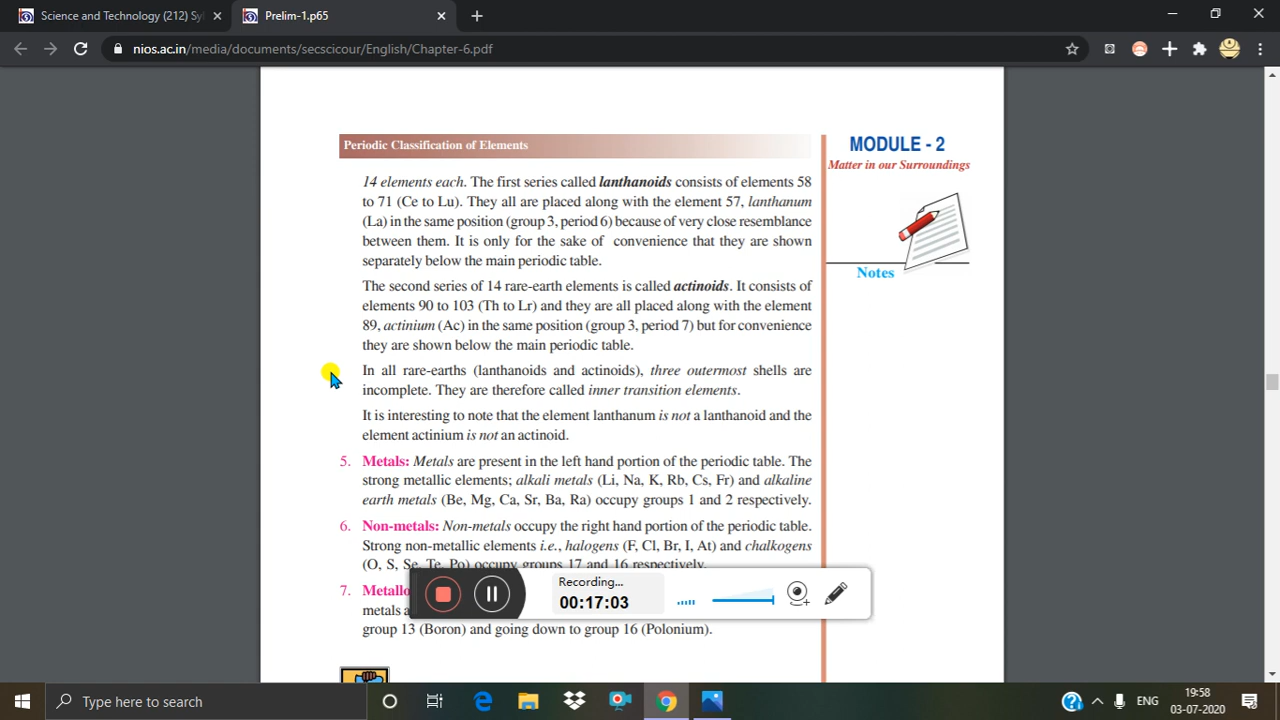 Science and Technology (212) Syl
Prelim-1.p65
nios.ac.in/media/documents/secscicour/English/Chapter-6.pdf
Periodic Classification of Elements
MODULE - 2
Matter in our Surroundings
Notes
14 elements each. The first series called lanthanoids consists of elements 58
to 71 (Ce to Lu). They all are placed along with the element 57, lanthanum
(La) in the same position (group 3, period 6) because of very close resemblance
between them. It is only for the sake of convenience that they are shown
separately below the main periodic table.
The second series of 14 rare-earth elements is called actinoids. It consists of
elements 90 to 103 (Th to Lr) and they are all placed along with the element
89, actinium (Ac) in the same position (group 3, period 7) but for convenience
they are shown below the main periodic table.
In all rare-earths (lanthanoids and actinoids), three outermost shells are
incomplete. They are therefore called inner transition elements.
It is interesting to note that the element lanthanum is not a lanthanoid and the
element actinium is not an actinoid.
5. Metals: Metals are present in the left hand portion of the periodic table. The
strong metallic elements; alkali metals (Li, Na, K, Rb, Cs, Fr) and alkaline
earth metals (Be, Mg, Ca, Sr, Ba, Ra) occupy groups 1 and 2 respectively.
6. Non-metals: Non-metals occupy the right hand portion of the periodic table.
Strong non-metallic elements i.e., halogens (F, Cl, Br, I, At) and chalkogens
(O, S, Se, Te, Po) occupy groups 17 and 16 respectively.
7. Metallo
metals a
group 13 (Boron) and going down to group 16 (Polonium).
Recording...
00:17:03
Type here to search
ENG
19:58
03-07-2020